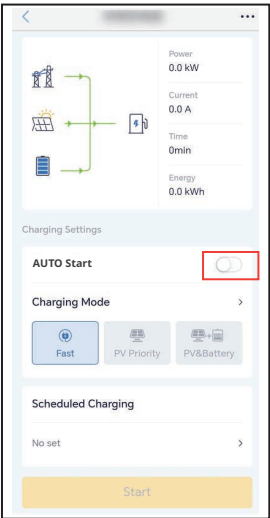 Power
0.0 kW
Current
0.0 A
Time
0min
Energy
0.0 kWh
Charging Settings
AUTO Start
Charging Mode
Fast
PV Priority
PV&Battery
Scheduled Charging
No set
Start